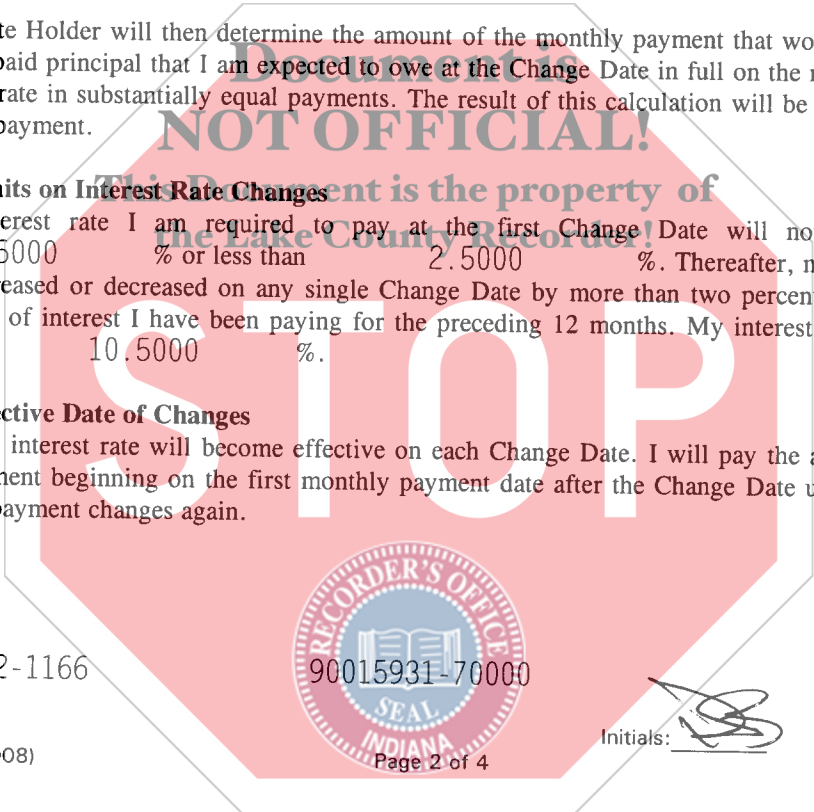 te Holder will then determine the amount of the monthly payment that wo
paid principal that I am expected to owe at the Change Date in full on the
rate in substantially equal payments. The result of this calculation will be
payment.
Document is
NOT OFFICIAL!
This Document is the property of
the Lake County Recorder!
its on Interest Rate Changes
erest rate I am required to pay at the first Change Date will no
5000 % or less than 2.5000 %. Thereafter,
eased or decreased on any single Change Date by more than two percen
of interest I have been paying for the preceding 12 months. My interest
10.5000 %.
STOP
ctive Date of Changes
interest rate will become effective on each Change Date. I will pay the a
ent beginning on the first monthly payment date after the Change Date u
payment changes again.
RECORDER'S OFFICE
SEAL
INDIANA
2-1166
90015931-70000
Initials:
08)
Page 2 of 4